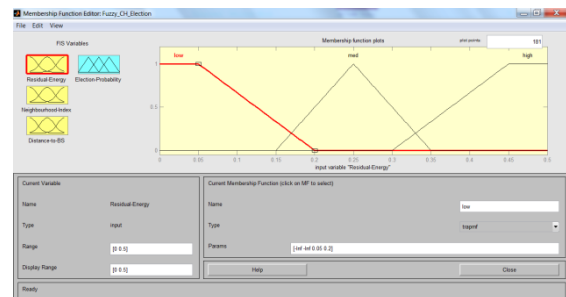 Membership Function Editor: Fuzzy_CH_Election
File Edit View
FIS Variables
Membership function plots
plot points:
181
Residual-Energy
Election-Probability
Neighbourhood-Index
Distance-to-BS
low
med
high
1
0.5
0
0 0.05 0.1 0.15 0.2 0.25 0.3 0.35 0.4 0.45 0.5
input variable "Residual-Energy"
Current Variable
Name Residual-Energy
Type input
Range [0 0.5]
Display Range [0 0.5]
Current Membership Function (click on MF to select)
Name low
Type trapmf
Params [-Inf -Inf 0.05 0.2]
Help Close
Ready